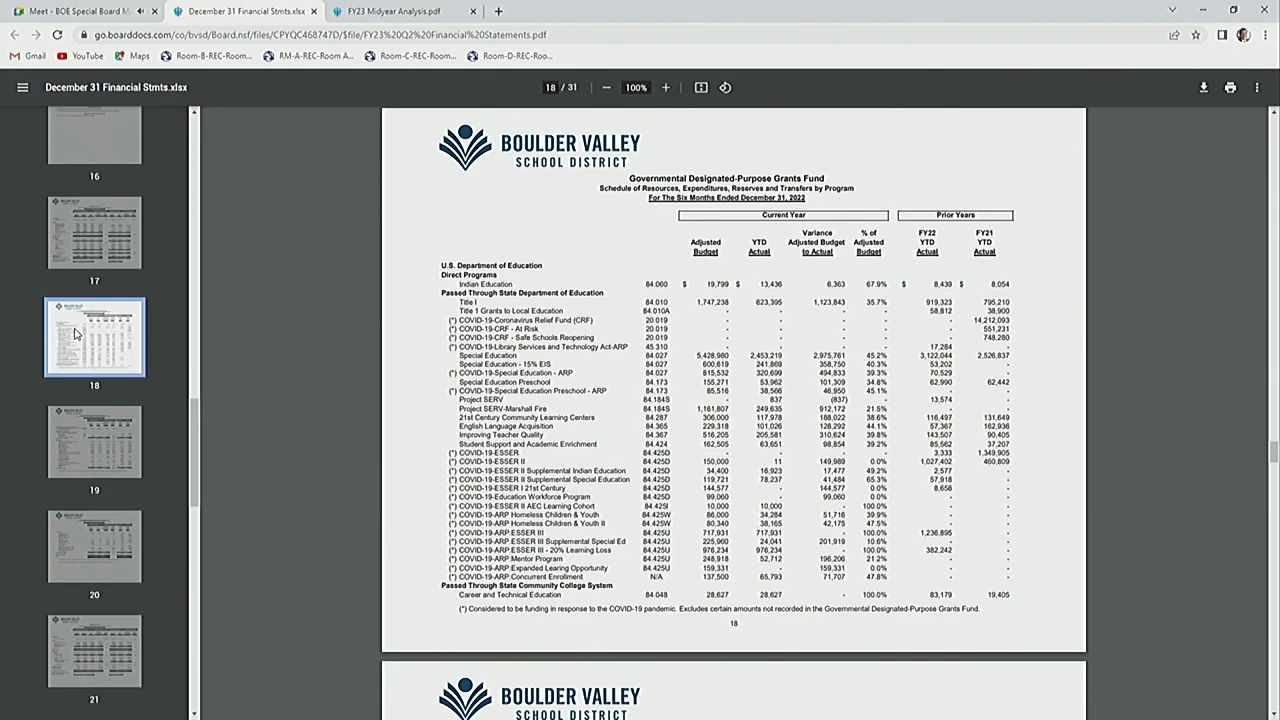 Meet - BOE Special Board M
December 31 Financial Stmts.xlsx
FY23 Midyear Analysis.pdf
go.boarddocs.com/co/bvsd/Board.nsf/files/CPYQC468747D/$file/FY23%20Q2%20Financial%20Statements.pdf
Gmail YouTube Maps Room-B-REC-Room... RM-A-REC-Room A... Room-C-REC-Room... Room-D-REC-Roo...
December 31 Financial Stmts.xlsx 18 / 31 100%
16
17
18
19
20
21
BOULDER VALLEY
SCHOOL DISTRICT
Governmental Designated-Purpose Grants Fund
Schedule of Resources, Expenditures, Reserves and Transfers by Program
For The Six Months Ended December 31, 2022
Current Year Prior Years
Variance % of FY22 FY21
Adjusted YTD Adjusted Budget Adjusted YTD YTD
Budget Actual to Actual Budget Actual Actual
U.S. Department of Education
Direct Programs
Indian Education 84.060 $ 19,799 $ 13,436 6,363 67.9% $ 8,439 $ 8,054
Passed Through State Department of Education
Title I 84.010 1,747,238 623,395 1,123,843 35.7% 919,323 795,210
Title 1 Grants to Local Education 84.010A - - - - 58,812 38,900
(*) COVID-19-Coronavirus Relief Fund (CRF) 20.019 - - - - - 14,212,093
(*) COVID-19-CRF - At Risk 20.019 - - - - - 551,231
(*) COVID-19-CRF - Safe Schools Reopening 20.019 - - - - - 748,280
(*) COVID-19-Library Services and Technology Act-ARP 45.310 - - - - 17,284 -
Special Education 84.027 5,428,980 2,453,219 2,975,761 45.2% 3,122,044 2,526,837
Special Education - 15% EIS 84.027 600,619 241,869 358,750 40.3% 53,202 -
(*) COVID-19-Special Education - ARP 84.027 815,532 320,699 494,833 39.3% 70,529 -
Special Education Preschool 84.173 155,271 53,962 101,309 34.8% 62,990 62,442
(*) COVID-19-Special Education Preschool - ARP 84.173 85,516 38,566 46,950 45.1% - -
Project SERV 84.184S - 837 (837) - 13,574 -
Project SERV-Marshall Fire 84.184S 1,161,807 249,635 912,172 21.5% - -
21st Century Community Learning Centers 84.287 306,000 117,978 188,022 38.6% 116,497 131,649
English Language Acquisition 84.365 229,318 101,026 128,292 44.1% 57,367 162,936
Improving Teacher Quality 84.367 516,205 205,581 310,624 39.8% 143,507 90,405
Student Support and Academic Enrichment 84.424 162,505 63,651 98,854 39.2% 85,562 37,207
(*) COVID-19-ESSER 84.425D - - - - 3,333 1,349,905
(*) COVID-19-ESSER II 84.425D 150,000 11 149,989 0.0% 1,027,402 460,809
(*) COVID-19-ESSER II Supplemental Indian Education 84.425D 34,400 16,923 17,477 49.2% 2,577 -
(*) COVID-19-ESSER II Supplemental Special Education 84.425D 119,721 78,237 41,484 65.3% 57,918 -
(*) COVID-19-ESSER I 21st Century 84.425D 144,577 - 144,577 0.0% 8,658 -
(*) COVID-19-Education Workforce Program 84.425D 99,060 - 99,060 0.0% - -
(*) COVID-19-ESSER II AEC Learning Cohort 84.425I 10,000 10,000 - 100.0% - -
(*) COVID-19-ARP Homeless Children & Youth 84.425W 86,000 34,284 51,716 39.9% - -
(*) COVID-19-ARP Homeless Children & Youth II 84.425W 80,340 38,165 42,175 47.5% - -
(*) COVID-19-ARP.ESSER III 84.425U 717,931 717,931 - 100.0% 1,236,895 -
(*) COVID-19-ARP.ESSER III Supplemental Special Ed 84.425U 225,960 24,041 201,919 10.6% - -
(*) COVID-19-ARP.ESSER III - 20% Learning Loss 84.425U 976,234 976,234 - 100.0% 382,242 -
(*) COVID-19-ARP.Mentor Program 84.425U 248,918 52,712 196,206 21.2% - -
(*) COVID-19-ARP.Expanded Learing Opportunity 84.425U 159,331 - 159,331 0.0% - -
(*) COVID-19-ARP.Concurrent Enrollment N/A 137,500 65,793 71,707 47.8% - -
Passed Through State Community College System
Career and Technical Education 84.048 28,627 28,627 - 100.0% 83,179 19,405
(*) Considered to be funding in response to the COVID-19 pandemic. Excludes certain amounts not recorded in the Governmental Designated-Purpose Grants Fund.
18
BOULDER VALLEY
SCHOOL DISTRICT